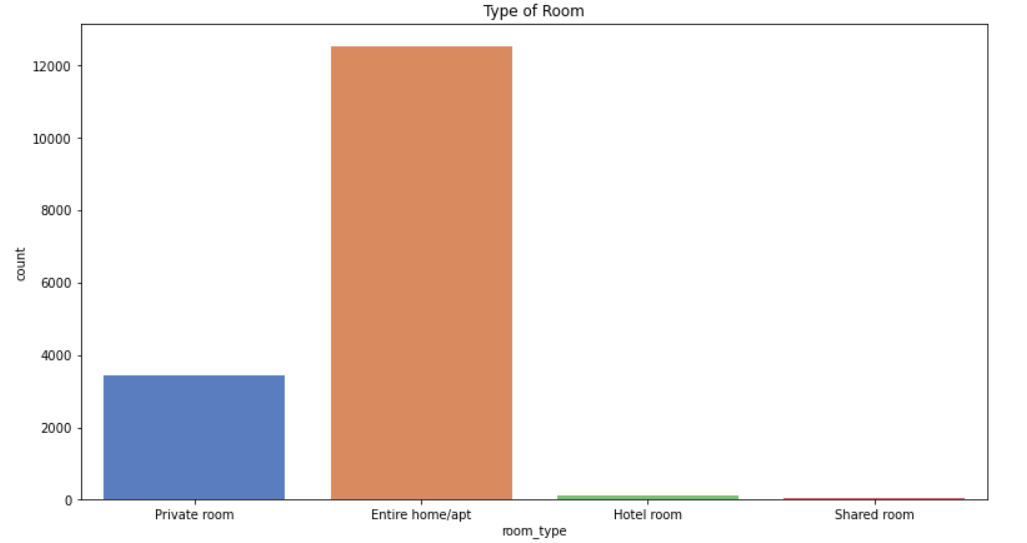 Type of Room
12000
10000
8000
6000
4000
2000
0
count
Private room
Entire home/apt
Hotel room
Shared room
room_type